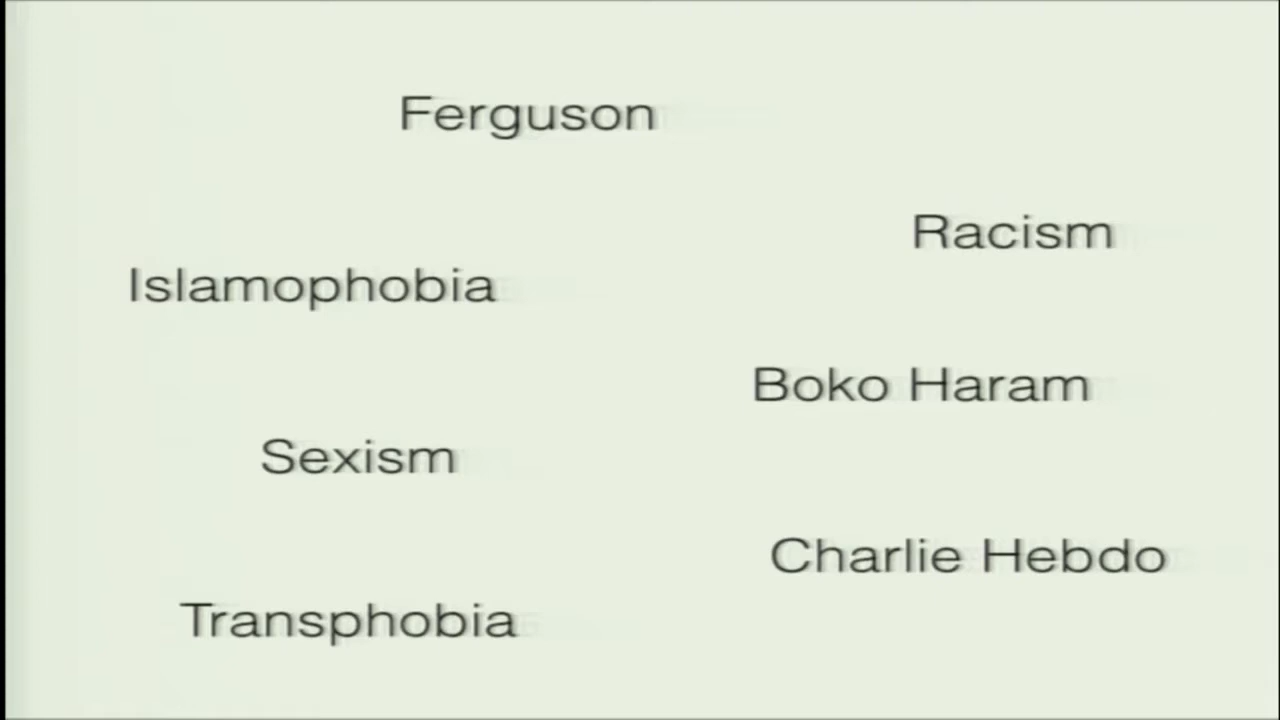 Ferguson
Racism
Islamophobia
Boko Haram
Sexism
Charlie Hebdo
Transphobia